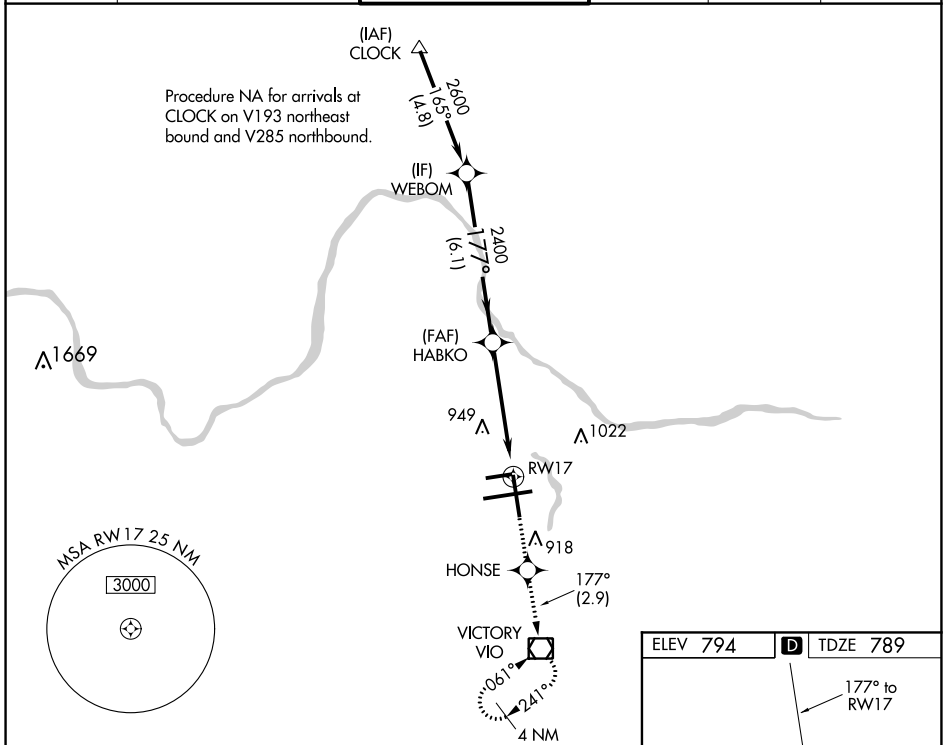 (IAF)
CLOCK
Procedure NA for arrivals at
CLOCK on V193 northeast
bound and V285 northbound.
2600
165°
(4.8)
(IF)
WEBOM
2400
177°
(6.1)
(FAF)
HABKO
1669
949
1022
RW17
918
HONSE
177°
(2.9)
MSA RW17 25 NM
3000
VICTORY
VIO
061°
241°
4 NM
ELEV 794 D TDZE 789
177° to
RW17